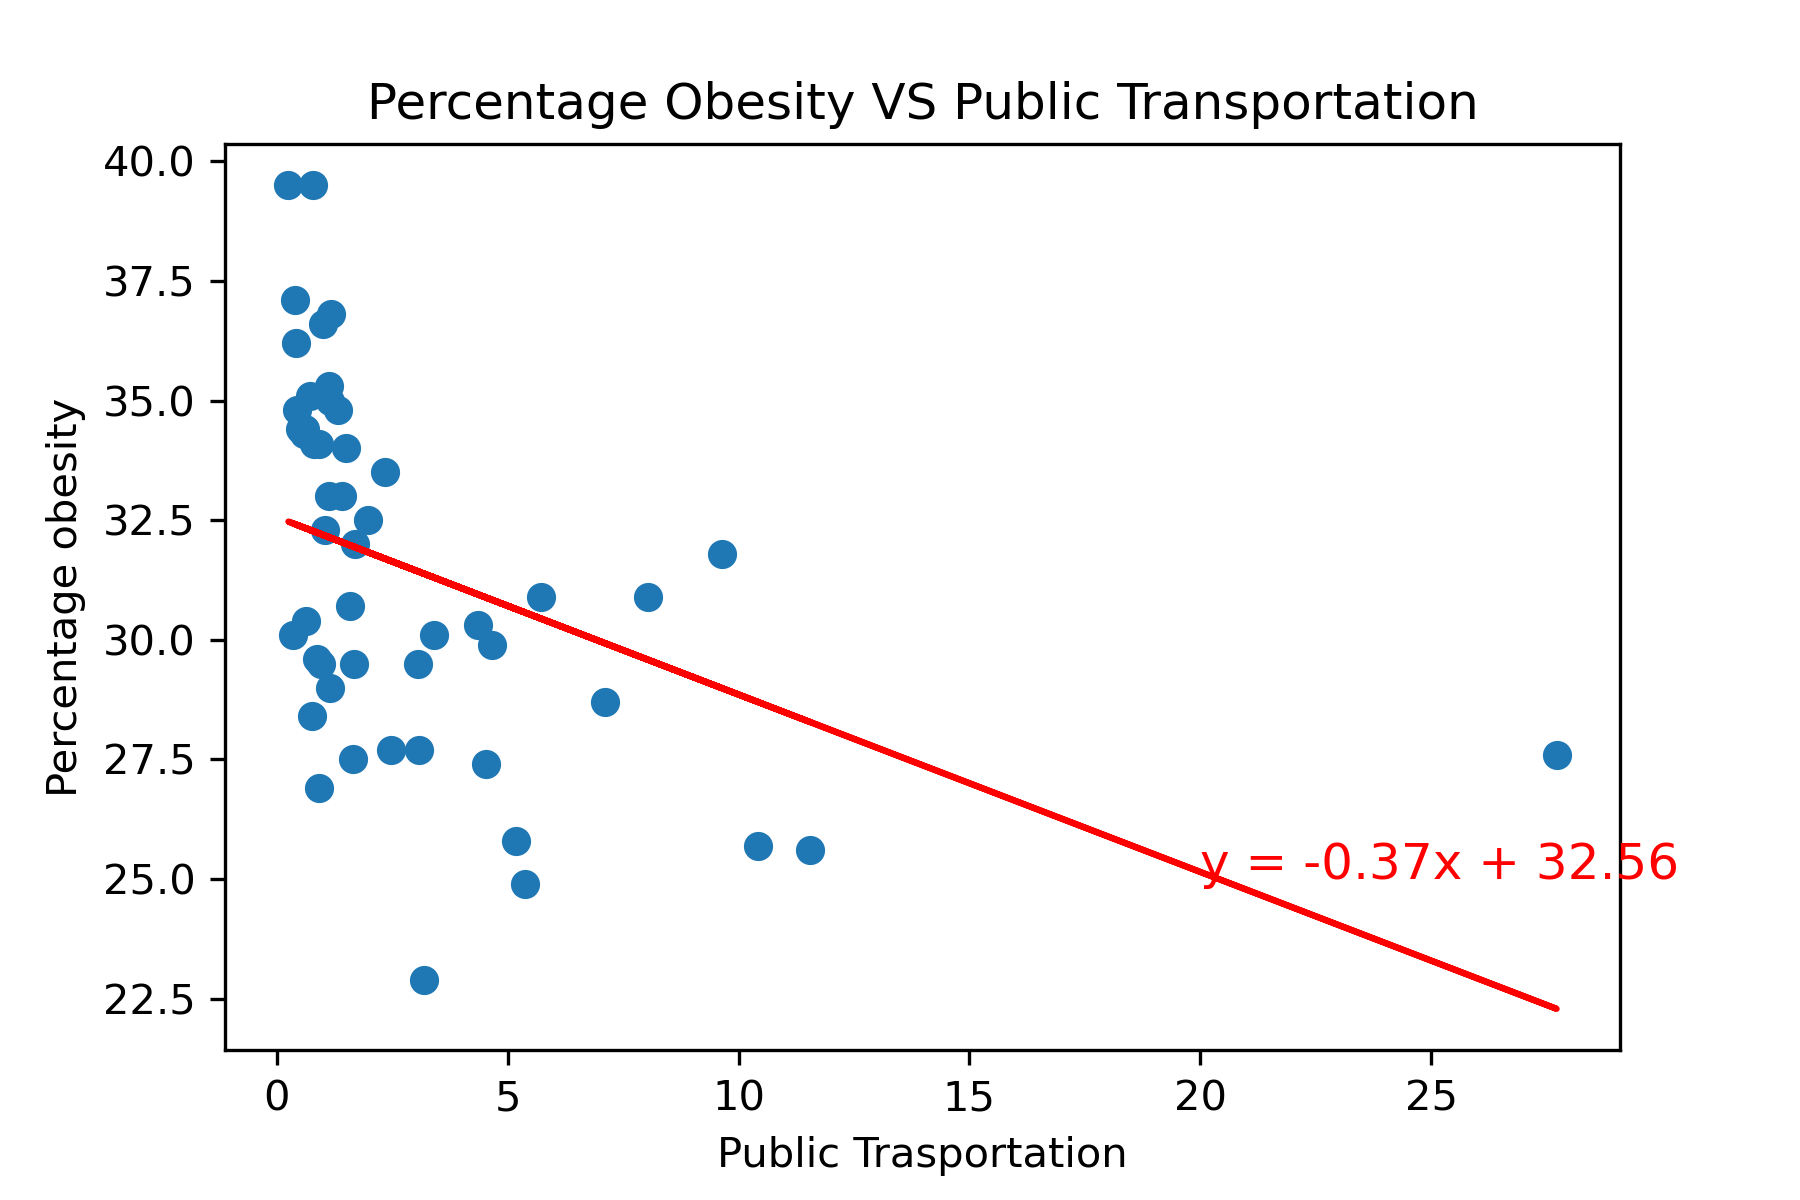 Percentage Obesity VS Public Transportation
40.0
37.5
35.0
32.5
30.0
27.5
25.0
22.5
Percentage obesity
y = -0.37x + 32.56
0 5 10 15 20 25
Public Trasportation